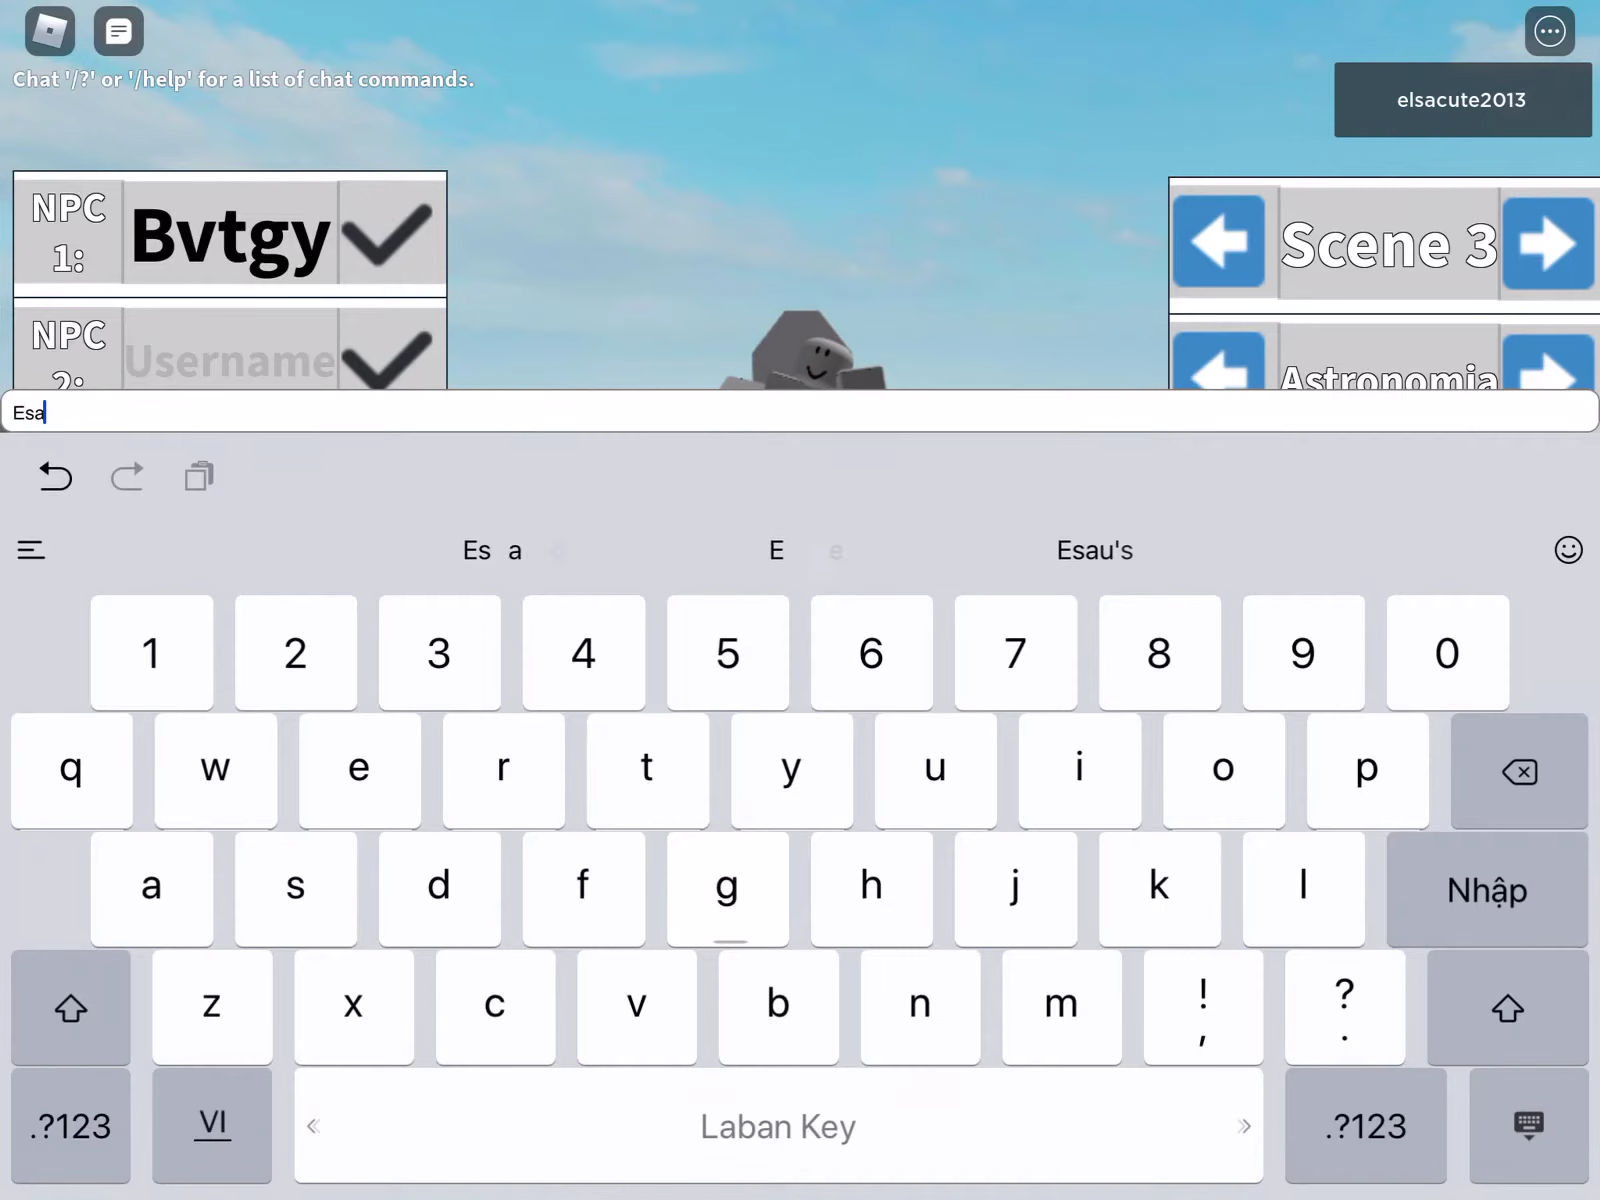 Chat '/?' or '/help' for a list of chat commands.
elsacute2013
NPC
1:
Bvtgy
Scene 3
NPC
2:
Username
Astronomia
Esa
Es a
E e
Esau's
1 2 3 4 5 6 7 8 9 0
q w e r t y u i o p
a s d f g h j k l Nhập
z x c v b n m ! ?
, .
.?123 VI « Laban Key » .?123